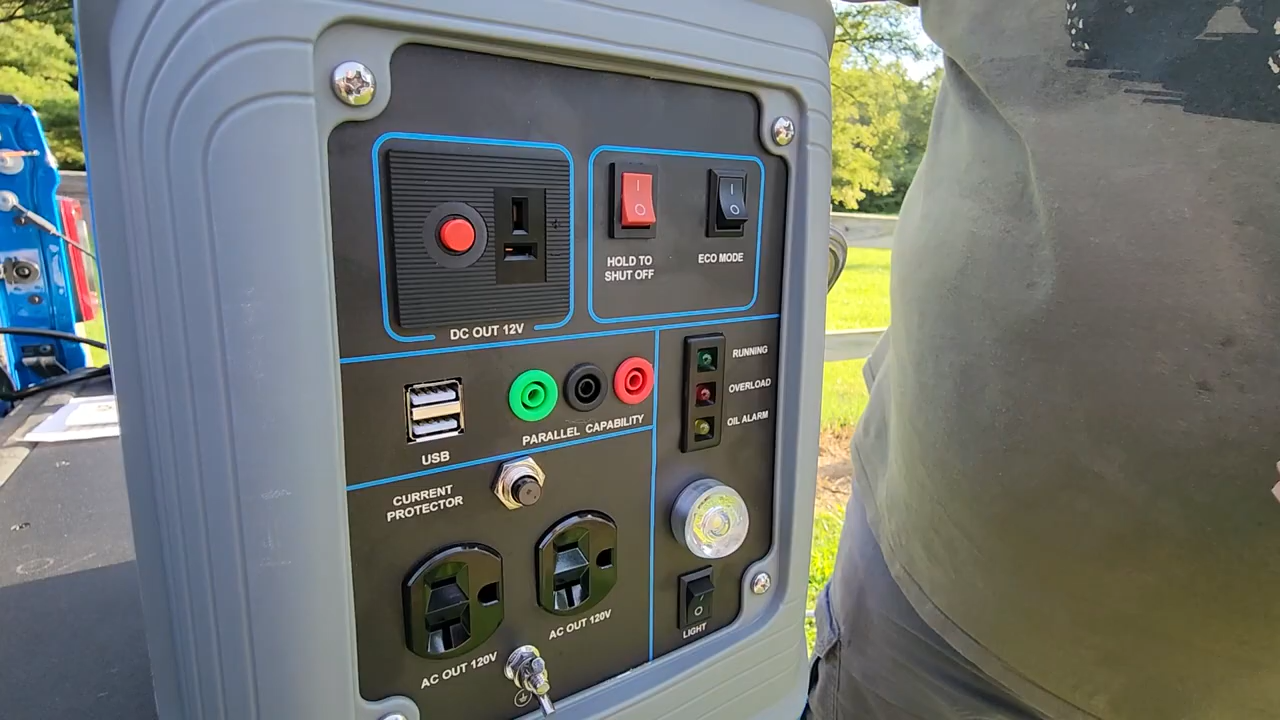 HOLD TO
SHUT OFF
ECO MODE
DC OUT 12V
RUNNING
OVERLOAD
OIL ALARM
USB
PARALLEL CAPABILITY
CURRENT
PROTECTOR
AC OUT 120V
AC OUT 120V
LIGHT